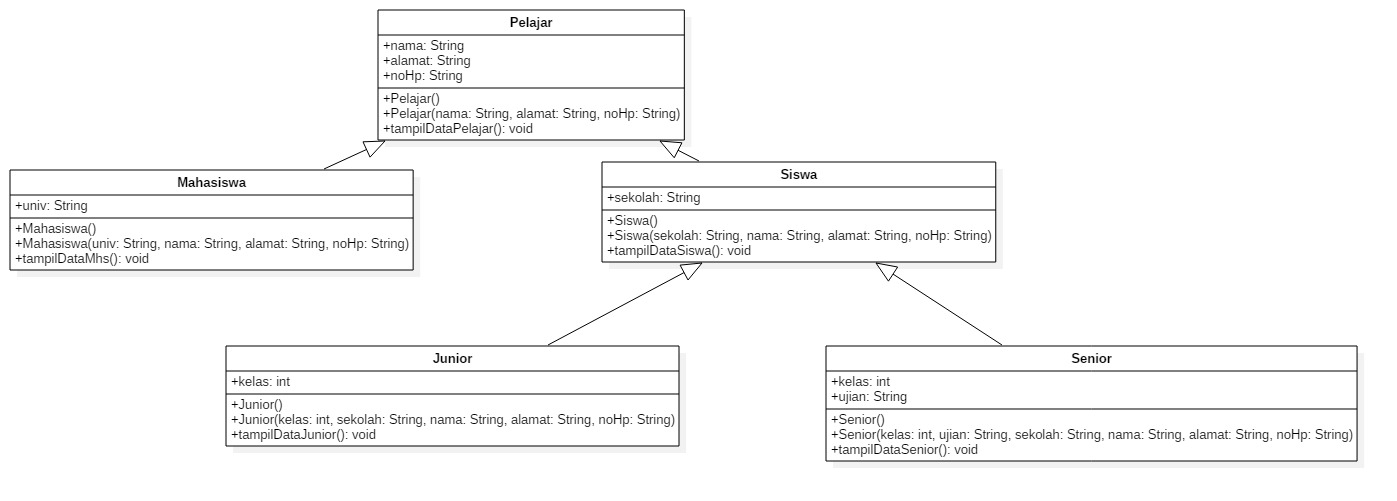 Pelajar
+nama: String
+alamat: String
+noHp: String
+Pelajar()
+Pelajar(nama: String, alamat: String, noHp: String)
+tampilDataPelajar(): void
Mahasiswa
+univ: String
+Mahasiswa()
+Mahasiswa(univ: String, nama: String, alamat: String, noHp: String)
+tampilDataMhs(): void
Siswa
+sekolah: String
+Siswa()
+Siswa(sekolah: String, nama: String, alamat: String, noHp: String)
+tampilDataSiswa(): void
Junior
+kelas: int
+Junior()
+Junior(kelas: int, sekolah: String, nama: String, alamat: String, noHp: String)
+tampilDataJunior(): void
Senior
+kelas: int
+ujian: String
+Senior()
+Senior(kelas: int, ujian: String, sekolah: String, nama: String, alamat: String, noHp: String)
+tampilDataSenior(): void